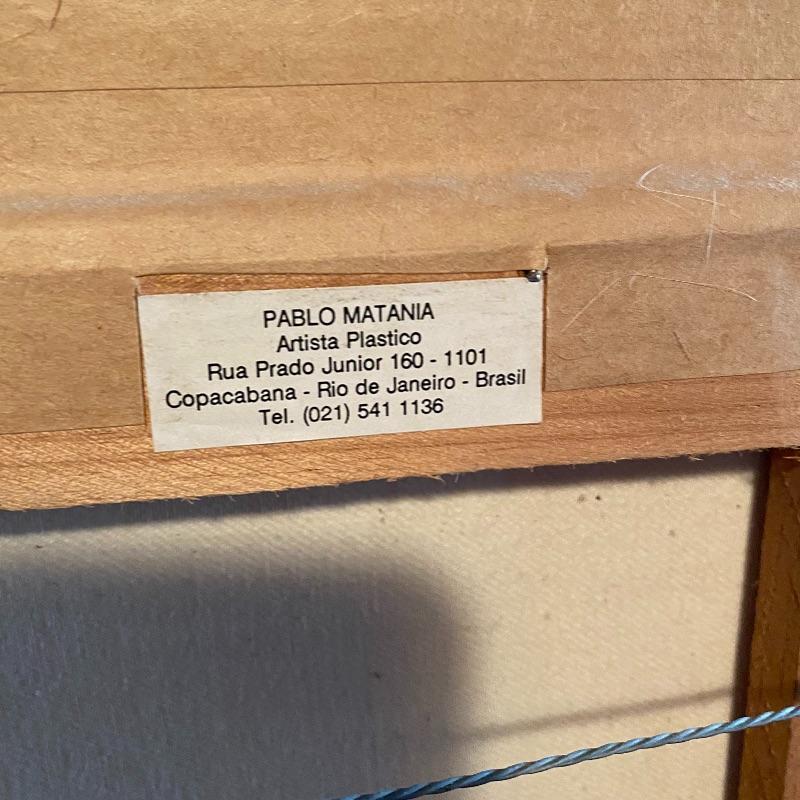 PABLO MATANIA
Artista Plastico
Rua Prado Junior 160 - 1101
Copacabana - Rio de Janeiro - Brasil
Tel. (021) 541 1136